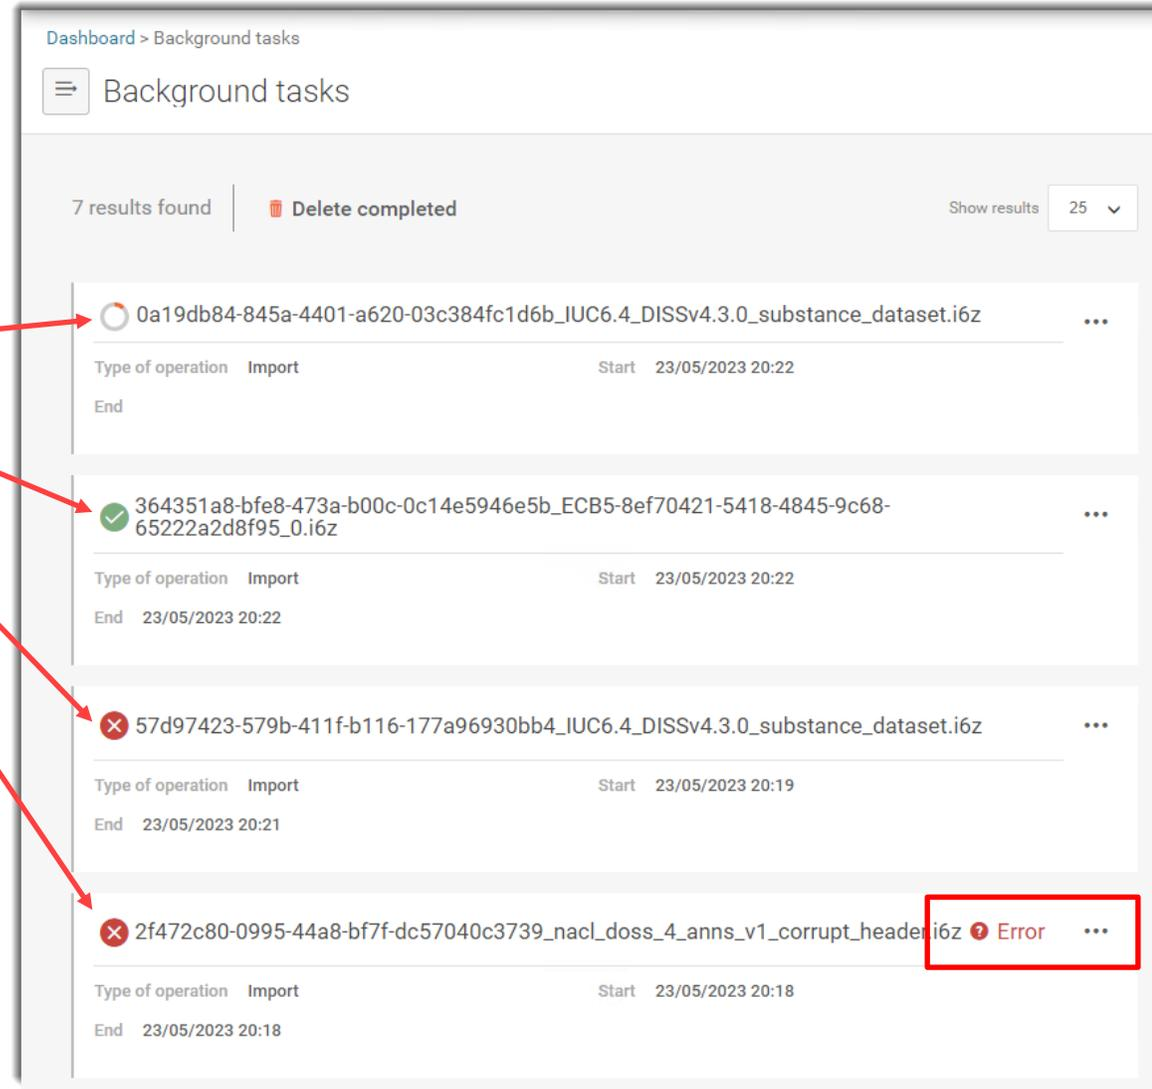 Dashboard > Background tasks
Background tasks
7 results found
Delete completed
Show results 25
0a19db84-845a-4401-a620-03c384fc1d6b_IUC6.4_DISSv4.3.0_substance_dataset.i6z
Type of operation Import Start 23/05/2023 20:22
End
364351a8-bfe8-473a-b00c-0c14e5946e5b_ECB5-8ef70421-5418-4845-9c68-
65222a2d8f95_0.i6z
Type of operation Import Start 23/05/2023 20:22
End 23/05/2023 20:22
57d97423-579b-411f-b116-177a96930bb4_IUC6.4_DISSv4.3.0_substance_dataset.i6z
Type of operation Import Start 23/05/2023 20:19
End 23/05/2023 20:21
2f472c80-0995-44a8-bf7f-dc57040c3739_nacl_doss_4_anns_v1_corrupt_header.i6z ? Error
Type of operation Import Start 23/05/2023 20:18
End 23/05/2023 20:18